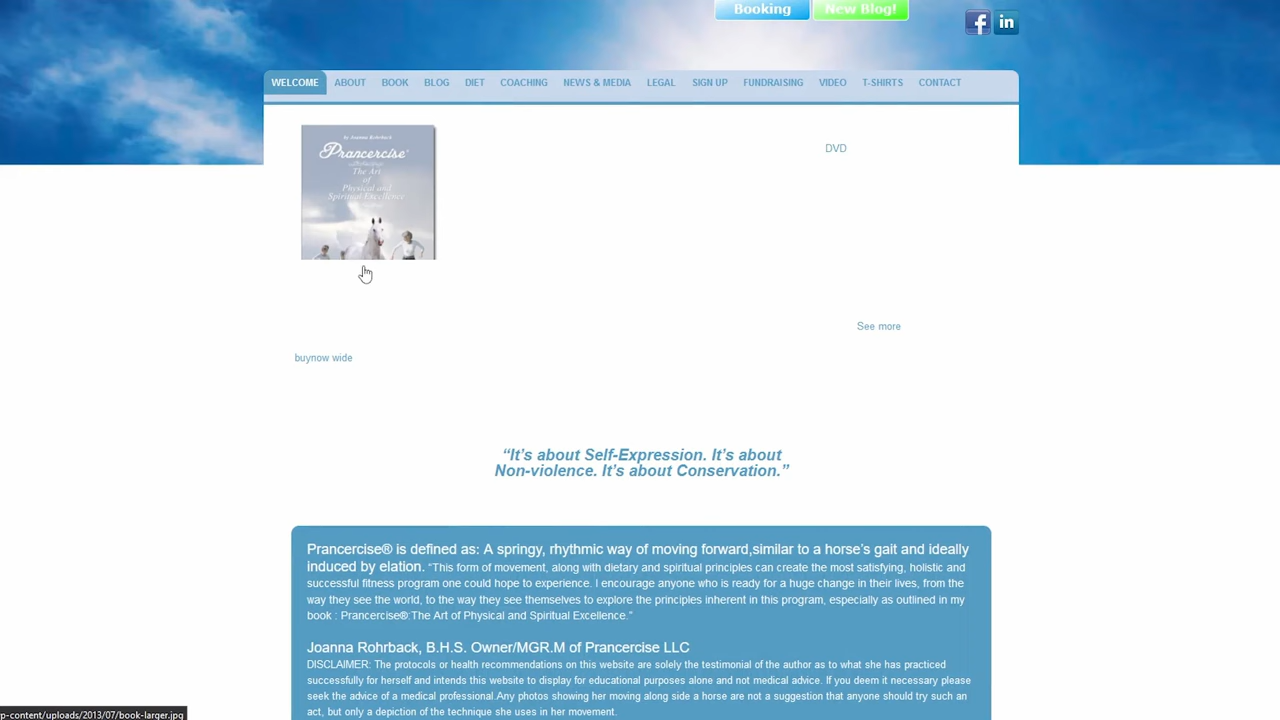 Booking
New Blog!
f
in
WELCOME ABOUT BOOK BLOG DIET COACHING NEWS & MEDIA LEGAL SIGN UP FUNDRAISING VIDEO T-SHIRTS CONTACT
by Joanna Rohrback
Prancercise®
The Art
of
Physical and
Spiritual Excellence
DVD
See more
buynow wide
“It’s about Self-Expression. It’s about
Non-violence. It’s about Conservation.”
Prancercise® is defined as: A springy, rhythmic way of moving forward,similar to a horse’s gait and ideally
induced by elation. “This form of movement, along with dietary and spiritual principles can create the most satisfying, holistic and
successful fitness program one could hope to experience. I encourage anyone who is ready for a huge change in their lives, from the
way they see the world, to the way they see themselves to explore the principles inherent in this program, especially as outlined in my
book : Prancercise®:The Art of Physical and Spiritual Excellence.”
Joanna Rohrback, B.H.S. Owner/MGR.M of Prancercise LLC
DISCLAIMER: The protocols or health recommendations on this website are solely the testimonial of the author as to what she has practiced
successfully for herself and intends this website to display for educational purposes alone and not medical advice. If you deem it necessary please
seek the advice of a medical professional.Any photos showing her moving along side a horse are not a suggestion that anyone should try such an
act, but only a depiction of the technique she uses in her movement.
p-content/uploads/2013/07/book-larger.jpg